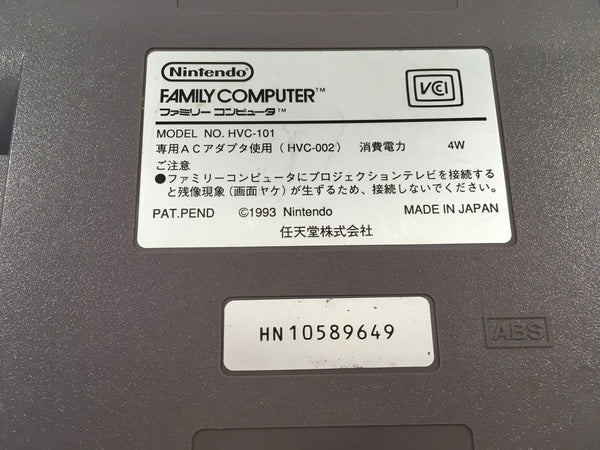 Nintendo
FAMILY COMPUTER™
ファミリー コンピュータ™
VCCI
MODEL NO. HVC-101
専用ACアダプタ使用(HVC-002) 消費電力 4W
ご注意
●ファミリーコンピュータにプロジェクションテレビを接続する
と残像現象(画面ヤケ)が生ずるため、接続しないでください。
PAT.PEND ©1993 Nintendo MADE IN JAPAN
任天堂株式会社
HN10589649
ABS